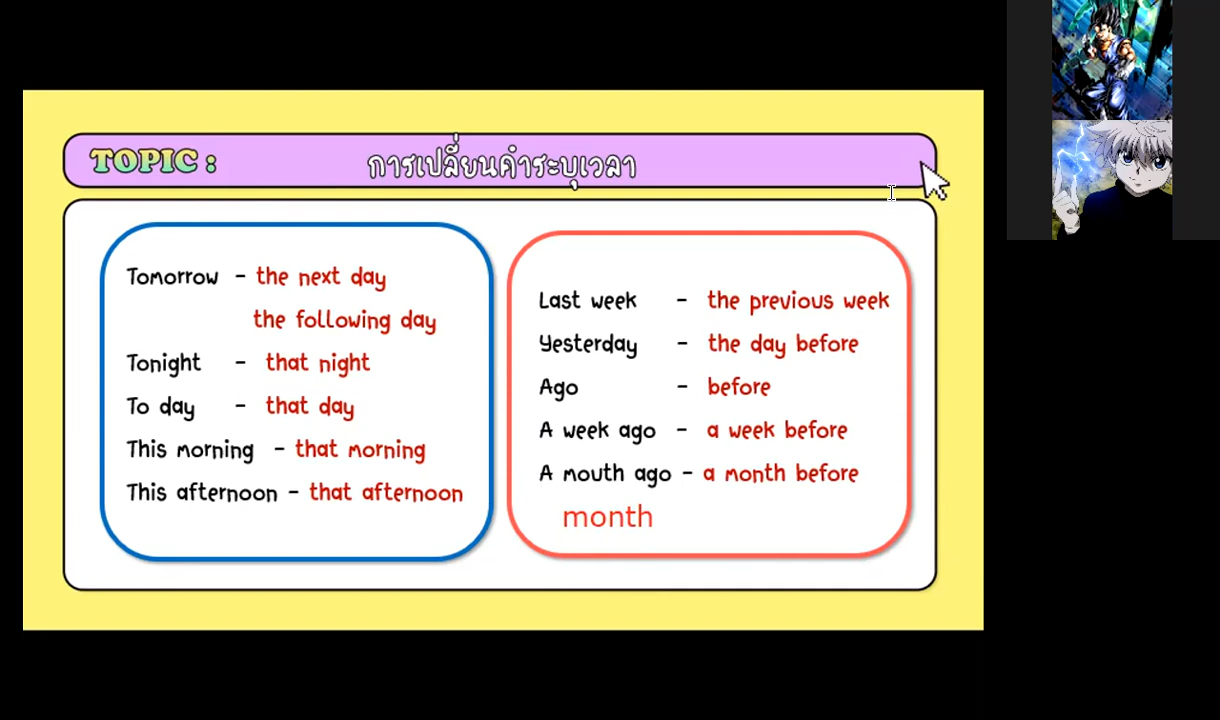 TOPIC : การเปลี่ยนคำระบุเวลา
Tomorrow - the next day
the following day
Tonight - that night
To day - that day
This morning - that morning
This afternoon - that afternoon
Last week - the previous week
Yesterday - the day before
Ago - before
A week ago - a week before
A mouth ago - a month before
month